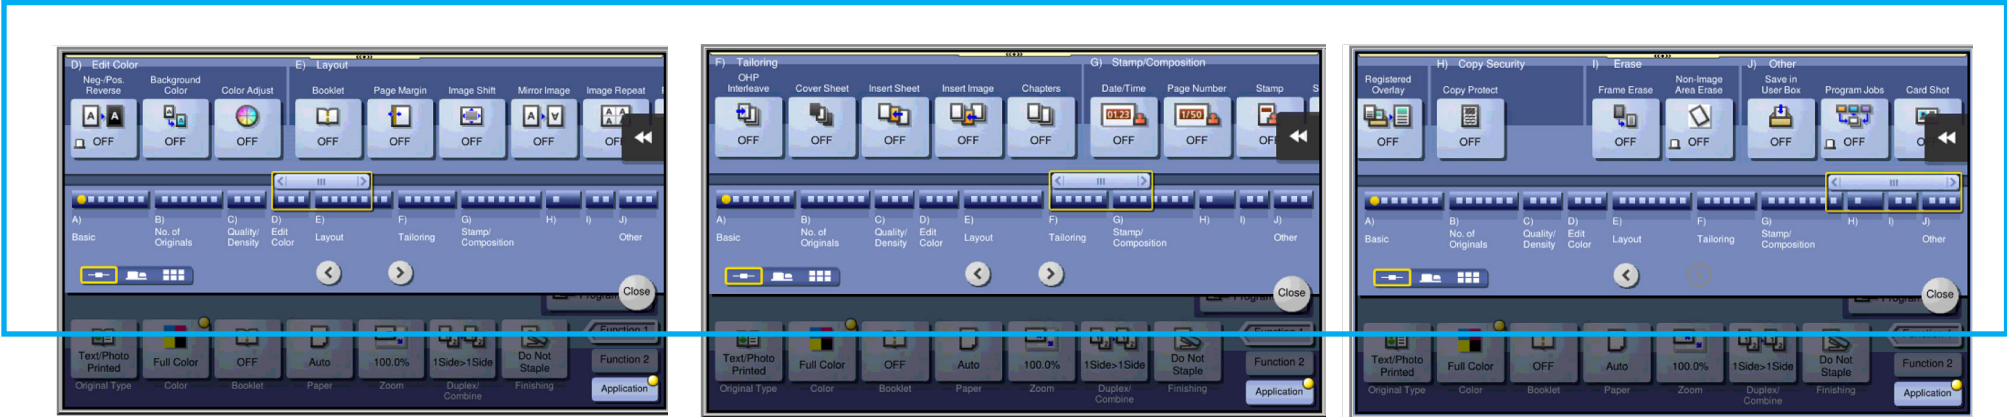 D) Edit Color
E) Layout
Neg-/Pos. Reverse
Background Color
Color Adjust
Booklet
Page Margin
Image Shift
Mirror Image
Image Repeat
OFF
OFF
OFF
OFF
OFF
OFF
OFF
A) Basic
B) No. of Originals
C) Quality/ Density
D) Edit Color
E) Layout
F) Tailoring
G) Stamp/ Composition
H)
I)
J) Other
Close
Function 1
Text/Photo Printed
Full Color
OFF
Auto
100.0%
1Side>1Side
Do Not Staple
Function 2
Original Type
Color
Booklet
Paper
Zoom
Duplex/ Combine
Finishing
Application
F) Tailoring
G) Stamp/Composition
OHP Interleave
Cover Sheet
Insert Sheet
Insert Image
Chapters
Date/Time
Page Number
Stamp
S
01.23
1/50
OFF
OFF
OFF
OFF
OFF
OFF
OFF
A) Basic
B) No. of Originals
C) Quality/ Density
D) Edit Color
E) Layout
F) Tailoring
G) Stamp/ Composition
H)
I)
J) Other
Close
Text/Photo Printed
Full Color
OFF
Auto
100.0%
1Side>1Side
Do Not Staple
Function 2
Original Type
Color
Booklet
Paper
Zoom
Duplex/ Combine
Finishing
Application
H) Copy Security
I) Erase
J) Other
Registered Overlay
Copy Protect
Frame Erase
Non-Image Area Erase
Save in User Box
Program Jobs
Card Shot
OFF
OFF
OFF
OFF
OFF
OFF
A) Basic
B) No. of Originals
C) Quality/ Density
D) Edit Color
E) Layout
F) Tailoring
G) Stamp/ Composition
H)
I)
J) Other
Close
Text/Photo Printed
Full Color
OFF
Auto
100.0%
1Side>1Side
Do Not Staple
Function 2
Original Type
Color
Booklet
Paper
Zoom
Duplex/ Combine
Finishing
Application